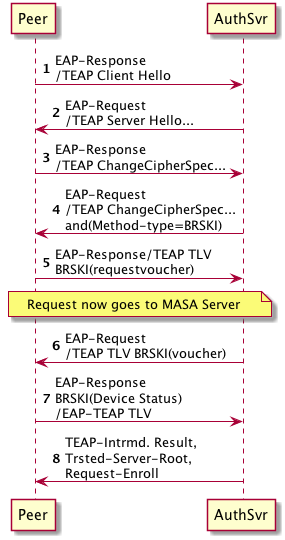 Peer AuthSvr
1 EAP-Response
/TEAP Client Hello
2 EAP-Request
/TEAP Server Hello...
3 EAP-Response
/TEAP ChangeCipherSpec...
4 EAP-Request
/TEAP ChangeCipherSpec...
and(Method-type=BRSKI)
5 EAP-Response/TEAP TLV
BRSKI(requestvoucher)
Request now goes to MASA Server
6 EAP-Request
/TEAP TLV BRSKI(voucher)
7 EAP-Response
BRSKI(Device Status)
/EAP-TEAP TLV
8 TEAP-Intrmd. Result,
Trsted-Server-Root,
Request-Enroll
Peer AuthSvr